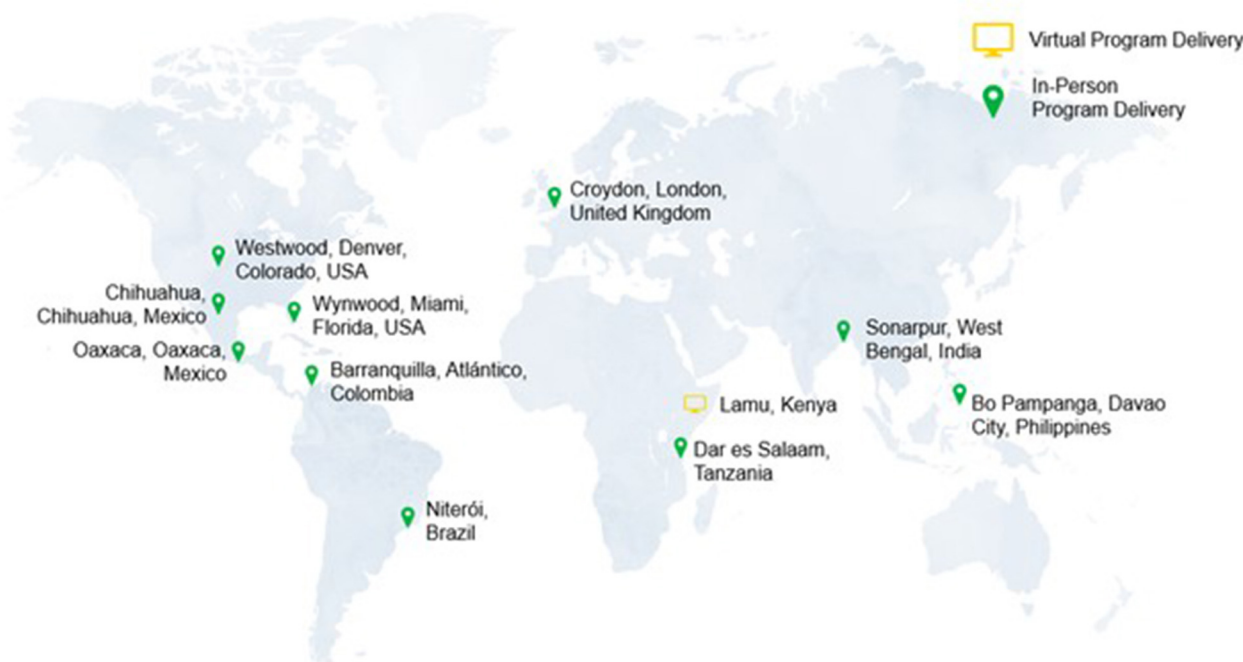 Virtual Program Delivery
In-Person
Program Delivery
Croydon, London,
United Kingdom
Westwood, Denver,
Colorado, USA
Chihuahua,
Chihuahua, Mexico
Wynwood, Miami,
Florida, USA
Oaxaca, Oaxaca,
Mexico
Barranquilla, Atlántico,
Colombia
Sonarpur, West
Bengal, India
Lamu, Kenya
Bo Pampanga, Davao
City, Philippines
Dar es Salaam,
Tanzania
Niterói,
Brazil